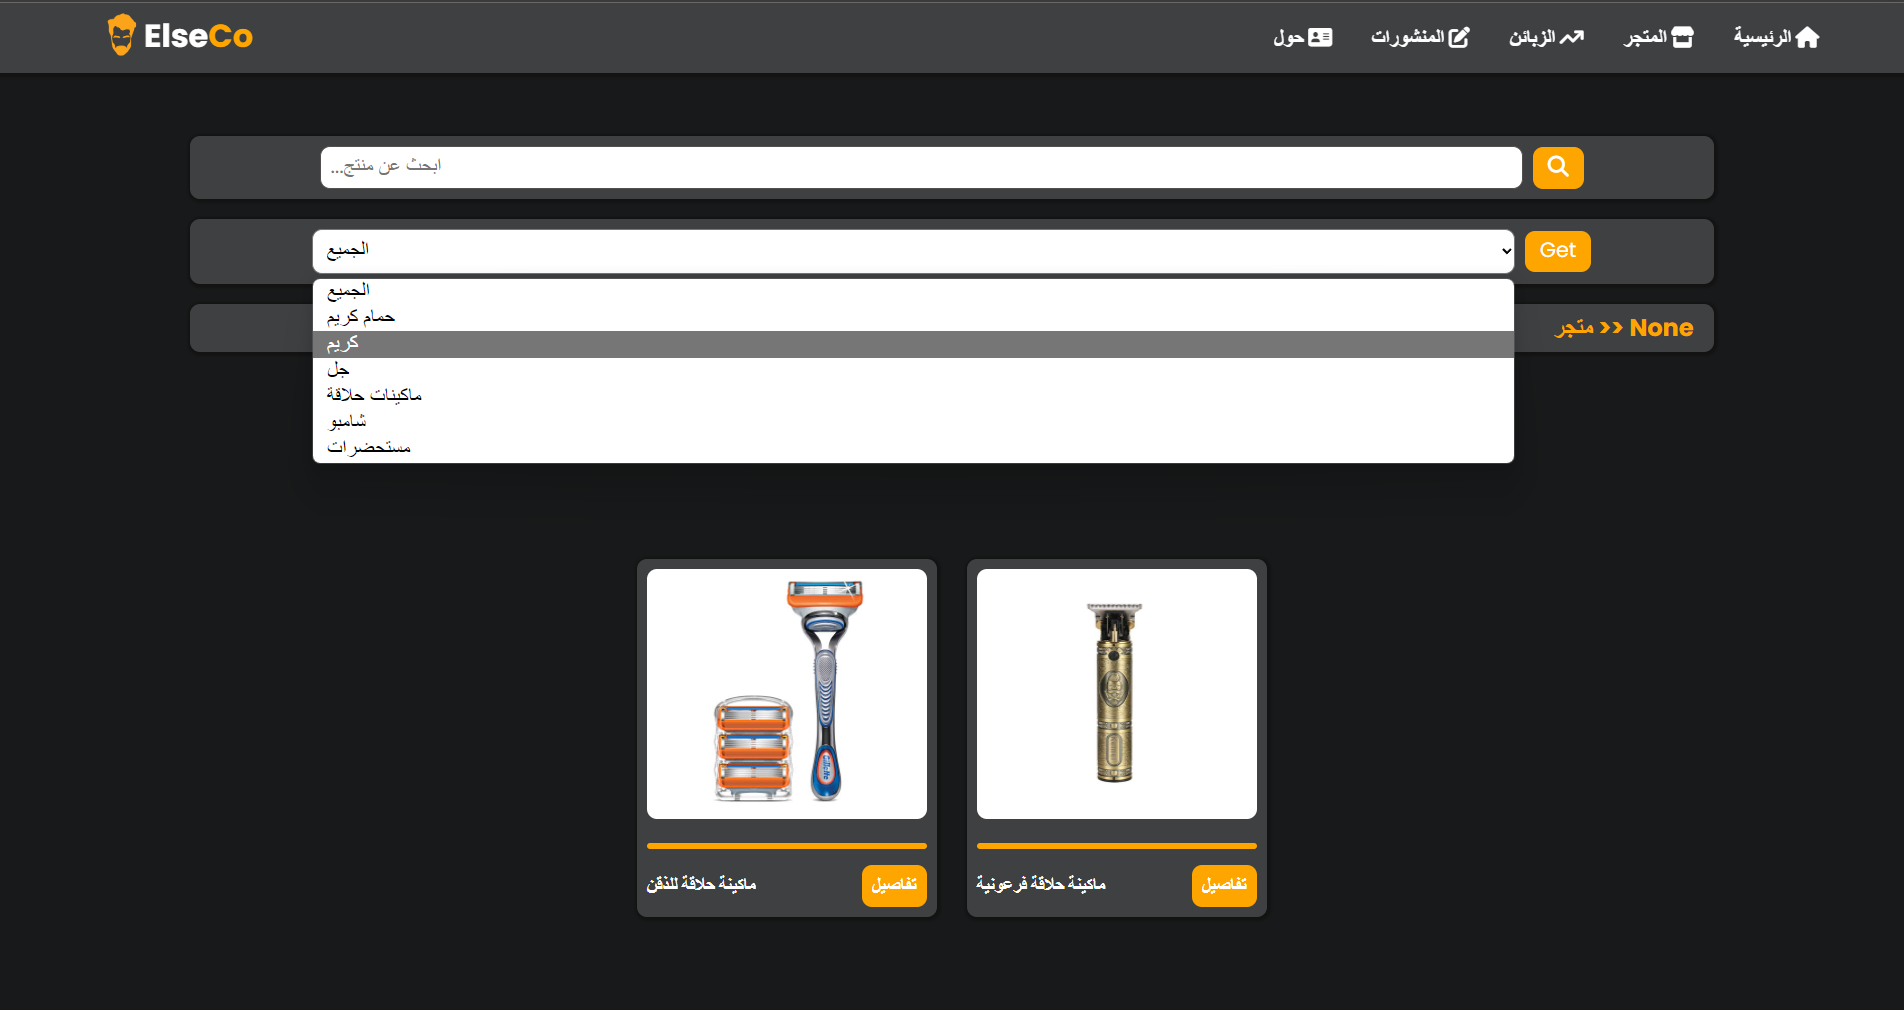 ElseCo
الرئيسية
المتجر
الزبائن
المنشورات
حول
ابحث عن منتج...
الجميع
Get
الجميع
حمام كريم
كريم
جل
ماكينات حلاقة
شامبو
مستحضرات
متجر >> None
Gillette
ماكينة حلاقة للذقن
تفاصيل
ماكينة حلاقة فرعونية
تفاصيل